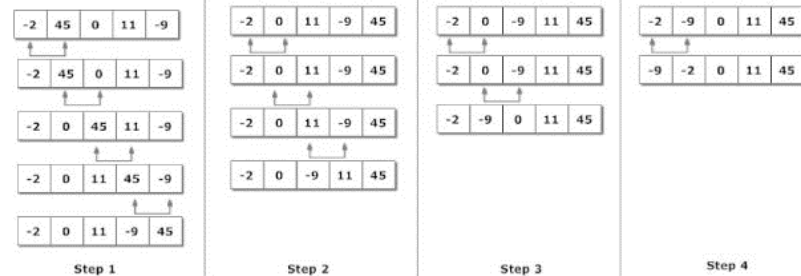 -2 45 0 11 -9
-2 45 0 11 -9
-2 0 45 11 -9
-2 0 11 45 -9
-2 0 11 -9 45
Step 1
-2 0 11 -9 45
-2 0 11 -9 45
-2 0 11 -9 45
-2 0 -9 11 45
Step 2
-2 0 -9 11 45
-2 0 -9 11 45
-2 -9 0 11 45
Step 3
-2 -9 0 11 45
-9 -2 0 11 45
Step 4